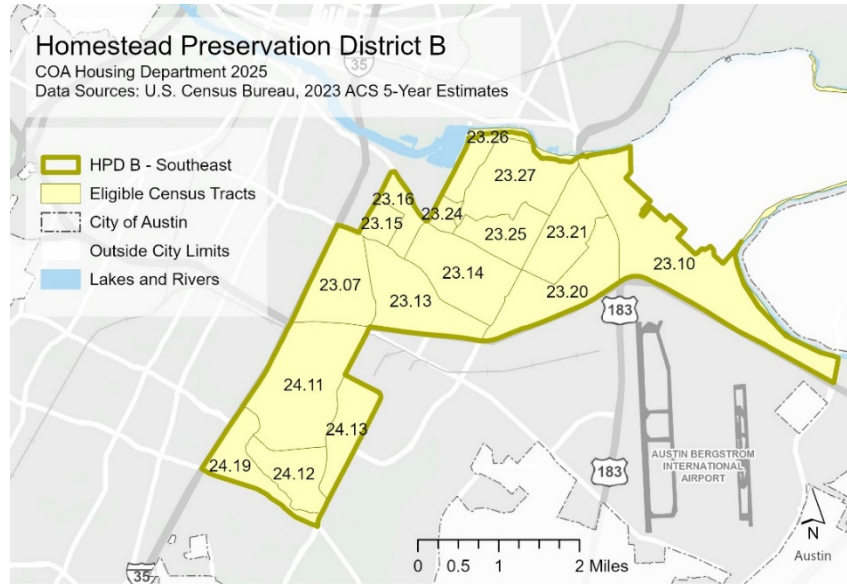 Homestead Preservation District B
COA Housing Department 2025
Data Sources: U.S. Census Bureau, 2023 ACS 5-Year Estimates
35
HPD B - Southeast
Eligible Census Tracts
City of Austin
Outside City Limits
Lakes and Rivers
23.26
23.27
23.16
23.15
23.24
23.25
23.21
23.10
23.14
23.07
23.13
23.20
183
24.11
24.13
24.19
24.12
183
AUSTIN BERGSTROM
INTERNATIONAL
AIRPORT
N
Austin
0 0.5 1 2 Miles
35